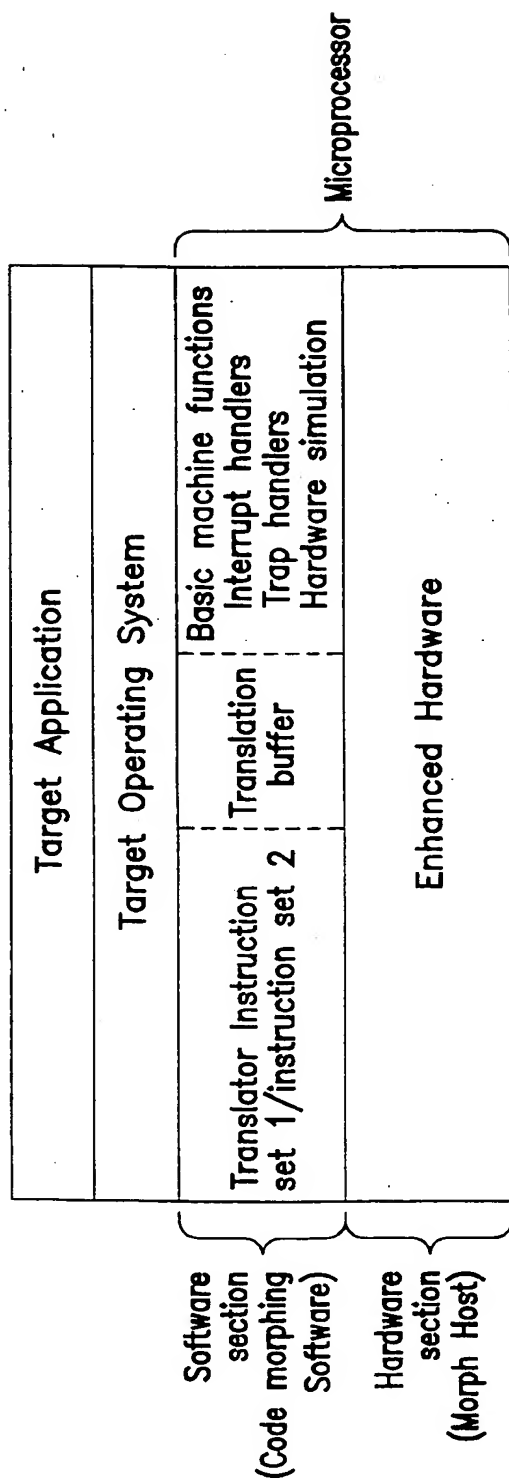 Target Application
Target Operating System
Software
section
(Code morphing
Software)
Translator Instruction
set 1/instruction set 2
Translation
buffer
Basic machine functions
Interrupt handlers
Trap handlers
Hardware simulation
Microprocessor
Hardware
section
(Morph Host)
Enhanced Hardware